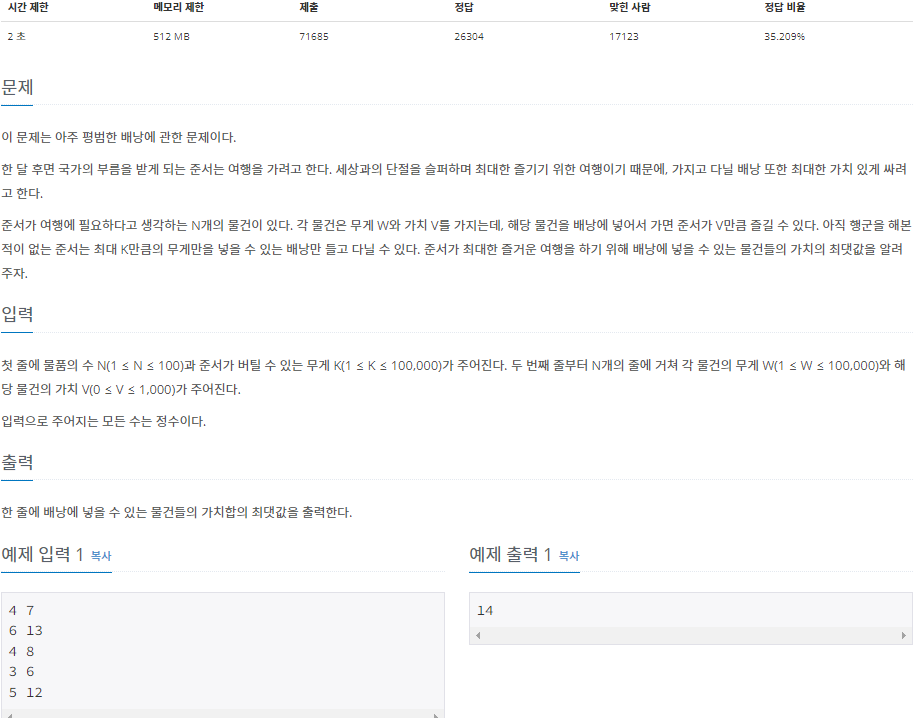 시간 제한 메모리 제한 제출 정답 맞힌 사람 정답 비율
2 초 512 MB 71685 26304 17123 35.209%
문제
이 문제는 아주 평범한 배낭에 관한 문제이다.
한 달 후면 국가의 부름을 받게 되는 준서는 여행을 가려고 한다. 세상과의 단절을 슬퍼하며 최대한 즐기기 위한 여행이기 때문에, 가지고 다닐 배낭 또한 최대한 가치 있게 싸려
고 한다.
준서가 여행에 필요하다고 생각하는 N개의 물건이 있다. 각 물건은 무게 W와 가치 V를 가지는데, 해당 물건을 배낭에 넣어서 가면 준서가 V만큼 즐길 수 있다. 아직 행군을 해본
적이 없는 준서는 최대 K만큼의 무게만을 넣을 수 있는 배낭만 들고 다닐 수 있다. 준서가 최대한 즐거운 여행을 하기 위해 배낭에 넣을 수 있는 물건들의 가치의 최댓값을 알려
주자.
입력
첫 줄에 물품의 수 N(1 ≤ N ≤ 100)과 준서가 버틸 수 있는 무게 K(1 ≤ K ≤ 100,000)가 주어진다. 두 번째 줄부터 N개의 줄에 거쳐 각 물건의 무게 W(1 ≤ W ≤ 100,000)와 해
당 물건의 가치 V(0 ≤ V ≤ 1,000)가 주어진다.
입력으로 주어지는 모든 수는 정수이다.
출력
한 줄에 배낭에 넣을 수 있는 물건들의 가치합의 최댓값을 출력한다.
예제 입력 1 복사
4 7
6 13
4 8
3 6
5 12
예제 출력 1 복사
14